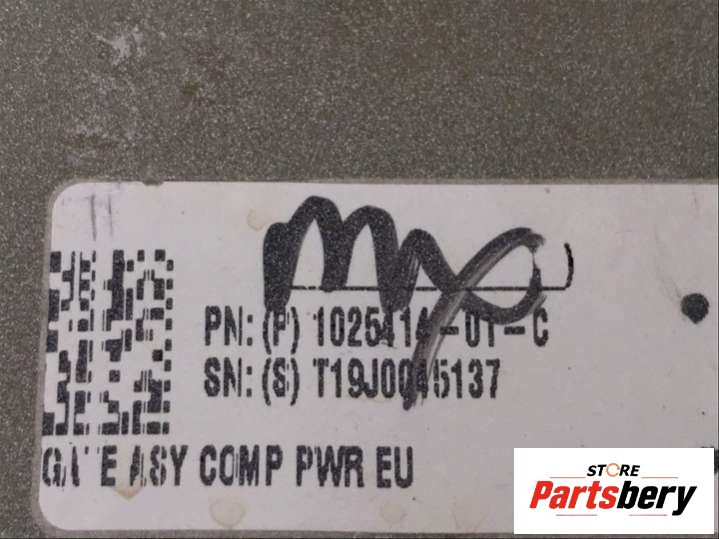 PN: (P) 1025414-01-C
SN: (S) T19J0045137
GATE ASY COMP PWR EU
STORE
Partsbery